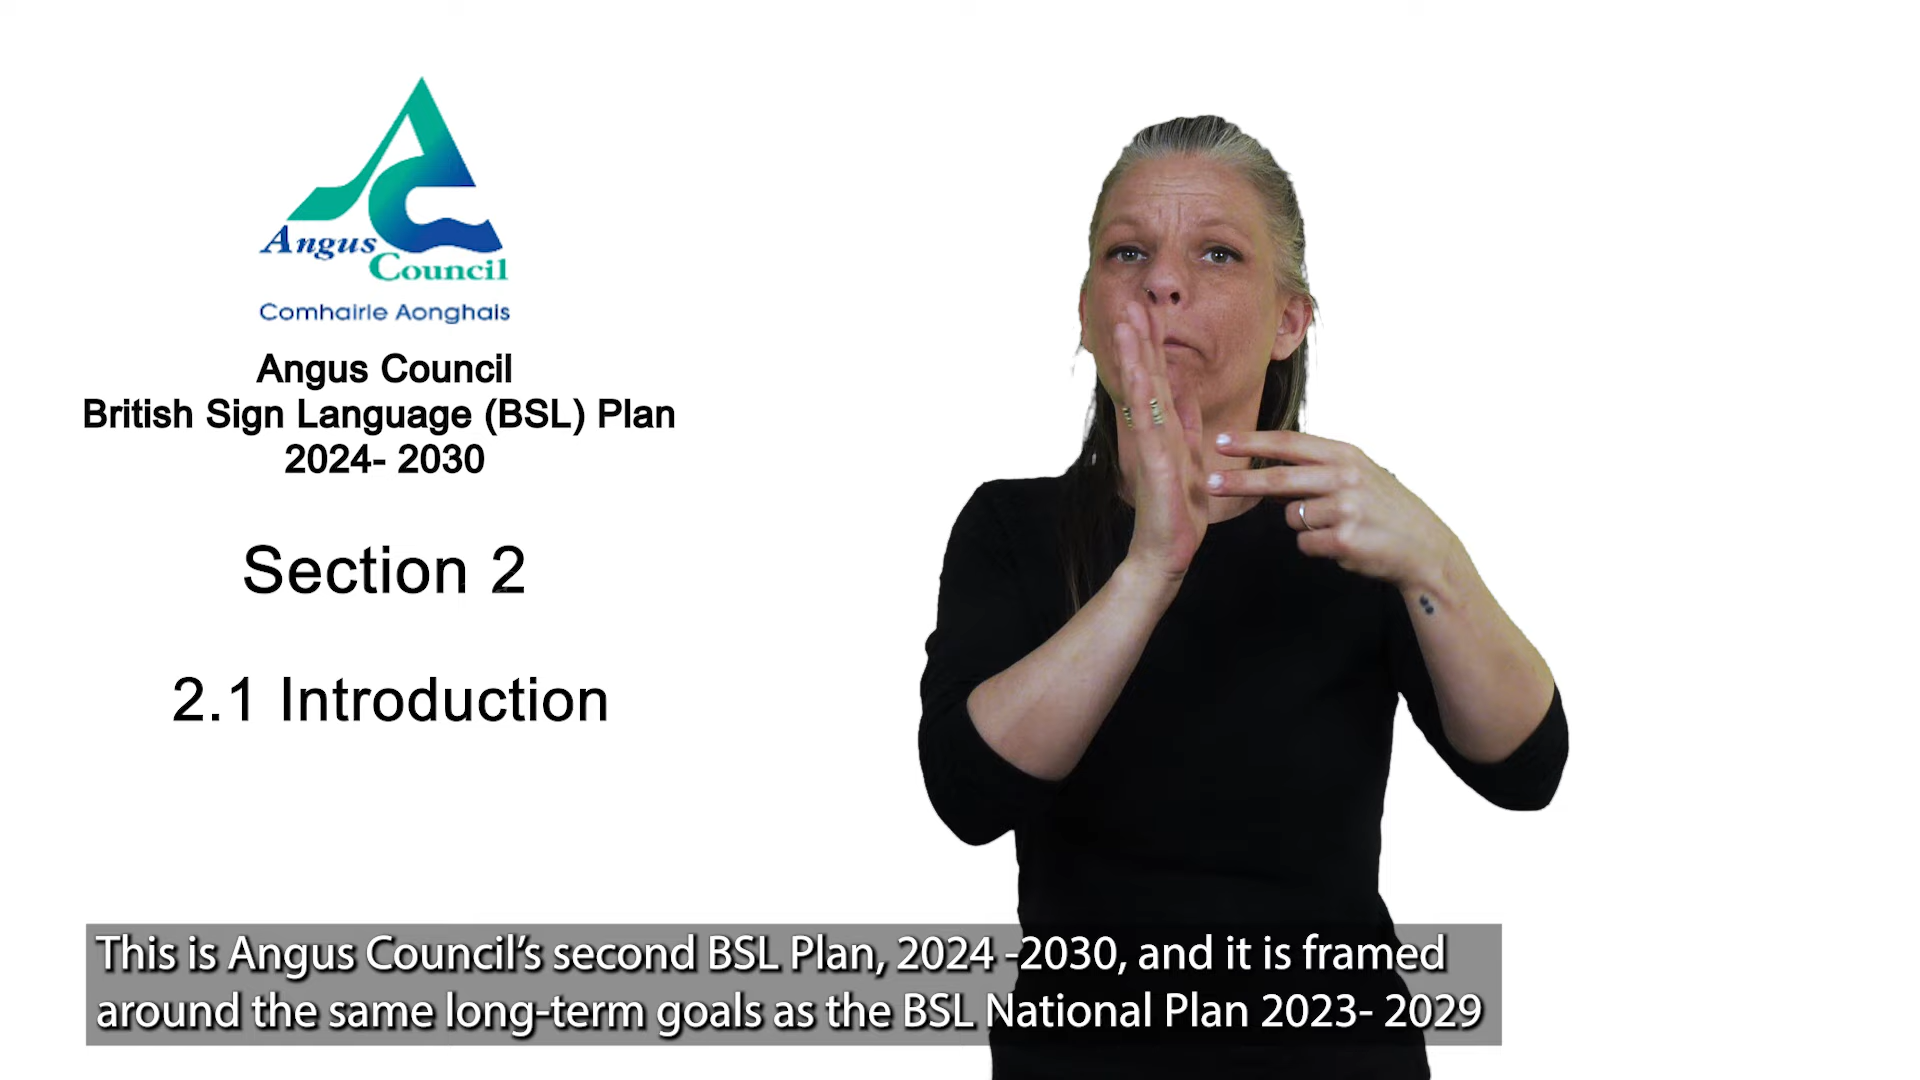 Angus
Council
Comhairle Aonghais
Angus Council
British Sign Language (BSL) Plan
2024- 2030
Section 2
2.1 Introduction
This is Angus Council’s second BSL Plan, 2024 -2030, and it is framed
around the same long-term goals as the BSL National Plan 2023- 2029